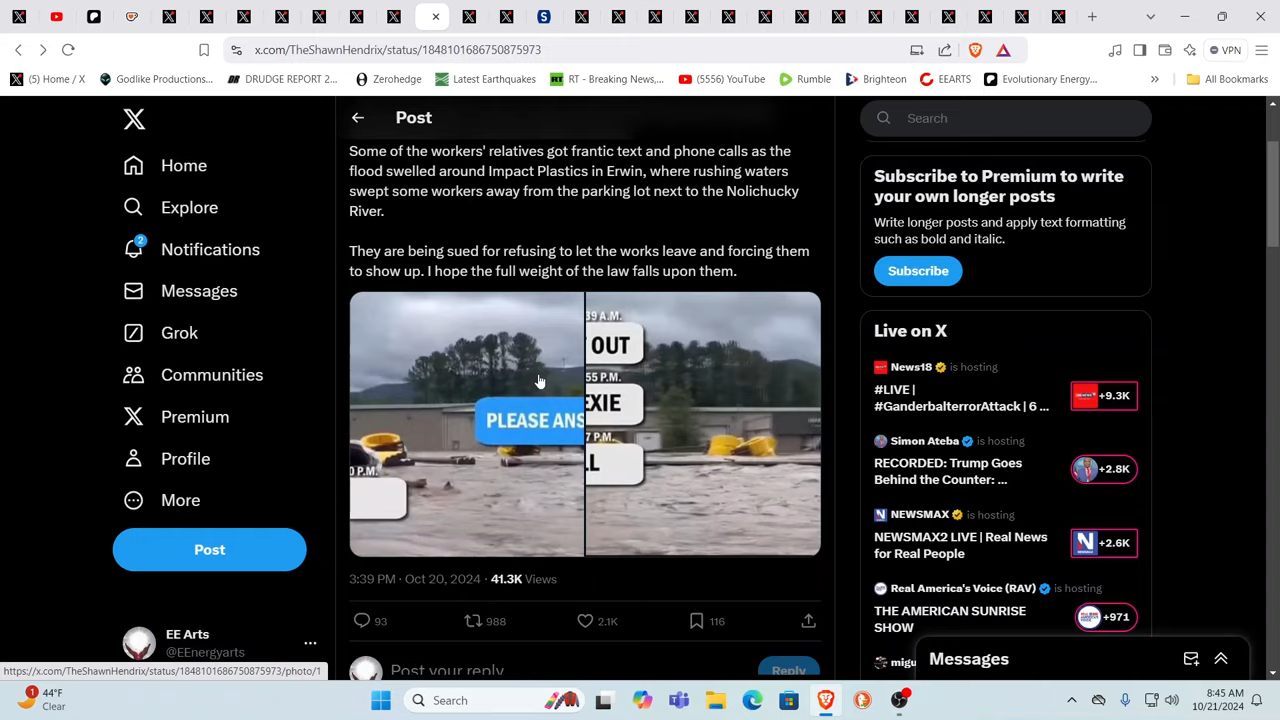 x.com/TheShawnHendrix/status/1848101686750875973
VPN
(5) Home / X
Godlike Productions...
DRUDGE REPORT 2...
Zerohedge
Latest Earthquakes
RT - Breaking News,...
(5556) YouTube
Rumble
Brighteon
EEARTS
Evolutionary Energy...
All Bookmarks
Home
Explore
2
Notifications
Messages
Grok
Communities
Premium
Profile
More
Post
EE Arts
@EEnergyarts
Post
Some of the workers' relatives got frantic text and phone calls as the
flood swelled around Impact Plastics in Erwin, where rushing waters
swept some workers away from the parking lot next to the Nolichucky
River.
They are being sued for refusing to let the works leave and forcing them
to show up. I hope the full weight of the law falls upon them.
PLEASE ANS
0 P.M.
39 A.M.
OUT
55 P.M.
EXIE
7 P.M.
LL
3:39 PM · Oct 20, 2024 · 41.3K Views
93
988
2.1K
116
Post your reply
Reply
Search
Subscribe to Premium to write
your own longer posts
Write longer posts and apply text formatting
such as bold and italic.
Subscribe
Live on X
News18 is hosting
#LIVE |
#GanderbalterrorAttack | 6 ...
+9.3K
Simon Ateba is hosting
RECORDED: Trump Goes
Behind the Counter: ...
+2.8K
NEWSMAX is hosting
NEWSMAX2 LIVE | Real News
for Real People
+2.6K
Real America's Voice (RAV) is hosting
THE AMERICAN SUNRISE
SHOW
+971
migu
Messages
https://x.com/TheShawnHendrix/status/1848101686750875973/photo/1
1
44°F
Clear
Search
8:45 AM
10/21/2024